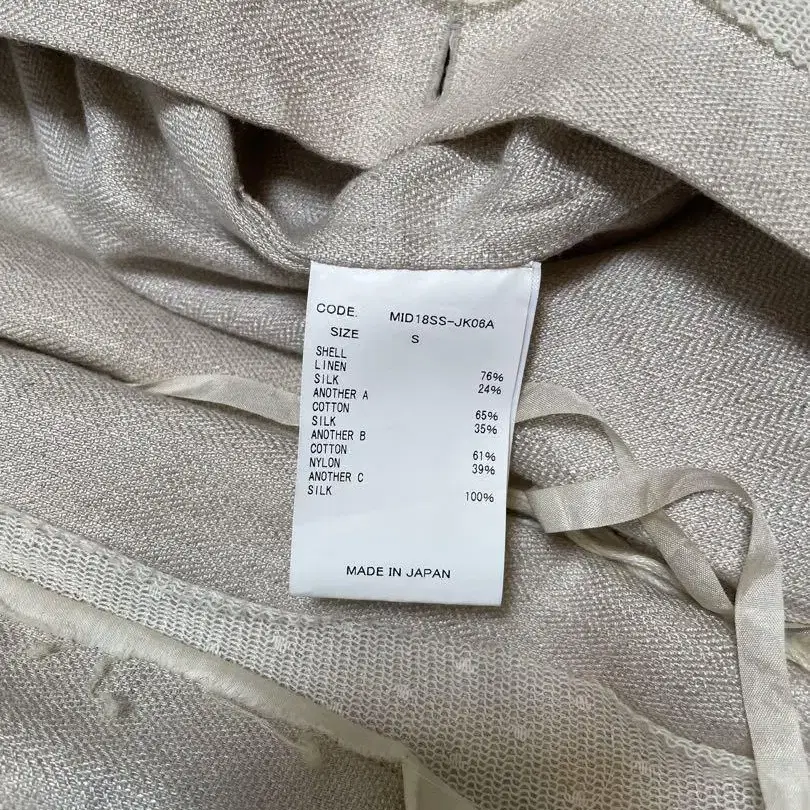 CODE. MID18SS-JK06A
SIZE S
SHELL
LINEN 76%
SILK 24%
ANOTHER A
COTTON 65%
SILK 35%
ANOTHER B
COTTON 61%
NYLON 39%
ANOTHER C
SILK 100%
MADE IN JAPAN